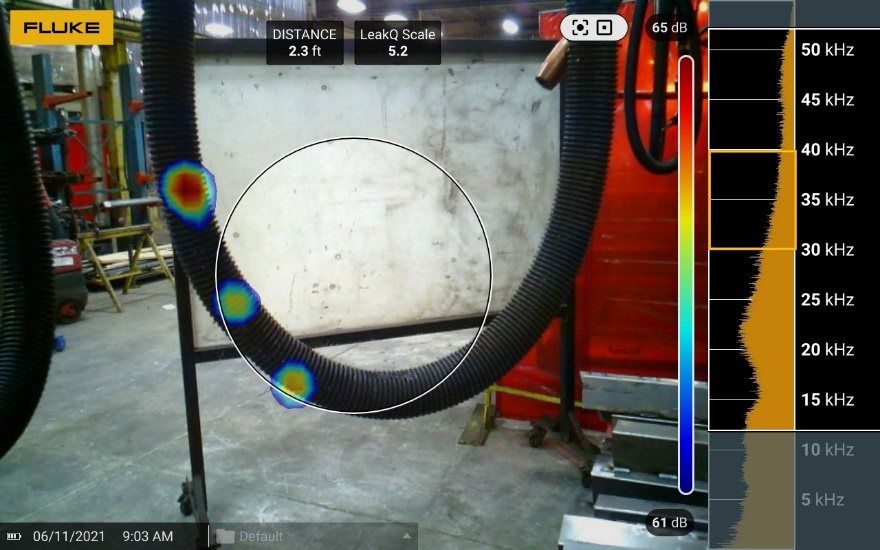 FLUKE
DISTANCE
2.3 ft
LeakQ Scale
5.2
65 dB
50 kHz
45 kHz
40 kHz
35 kHz
30 kHz
25 kHz
20 kHz
15 kHz
10 kHz
5 kHz
61 dB
06/11/2021 9:03 AM
Default